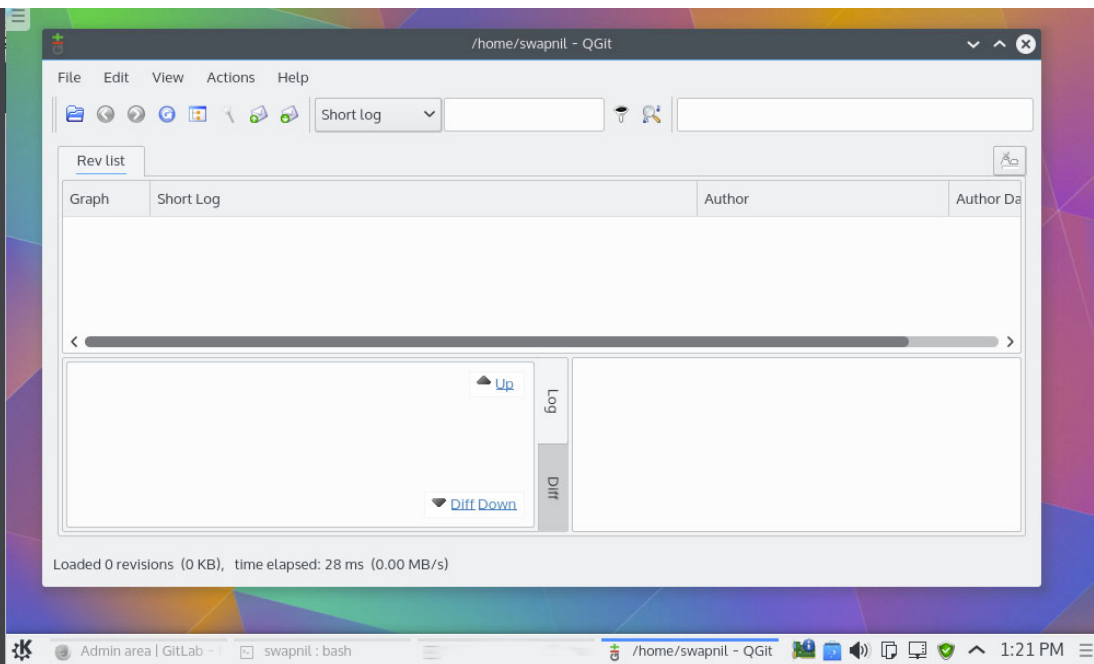 /home/swapnil - QGit
File Edit View Actions Help
Short log
Rev list
Graph Short Log Author Author Da
Up
Log
Diff
Diff Down
Loaded 0 revisions (0 KB), time elapsed: 28 ms (0.00 MB/s)
Admin area | GitLab - swapnil : bash /home/swapnil - QGit 1:21 PM